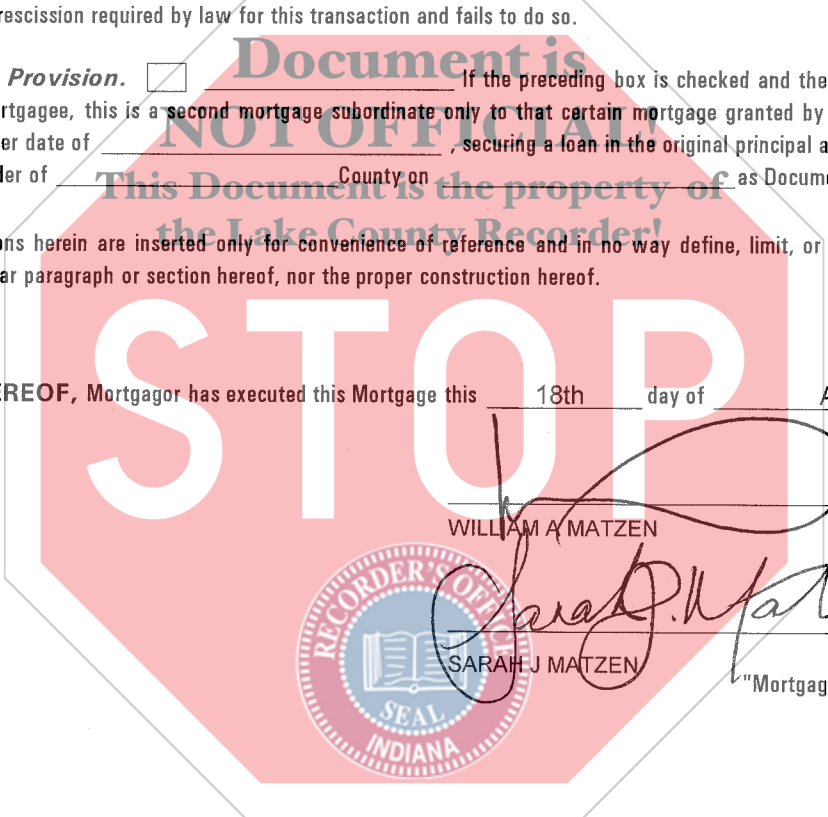 rescission required by law for this transaction and fails to do so.
Document is
Provision. If the preceding box is checked and the
NOT OFFICIAL!
rtgagee, this is a second mortgage subordinate only to that certain mortgage granted by
er date of , securing a loan in the original principal a
This Document is the property of
der of County on as Docume
the Lake County Recorder!
ons herein are inserted only for convenience of reference and in no way define, limit, or
ar paragraph or section hereof, nor the proper construction hereof.
STOP
EREOF, Mortgagor has executed this Mortgage this 18th day of A
WILLIAM A MATZEN
Sarah J. Mat
SARAH J MATZEN
"Mortgag
RECORDER'S OFFICE
SEAL
INDIANA